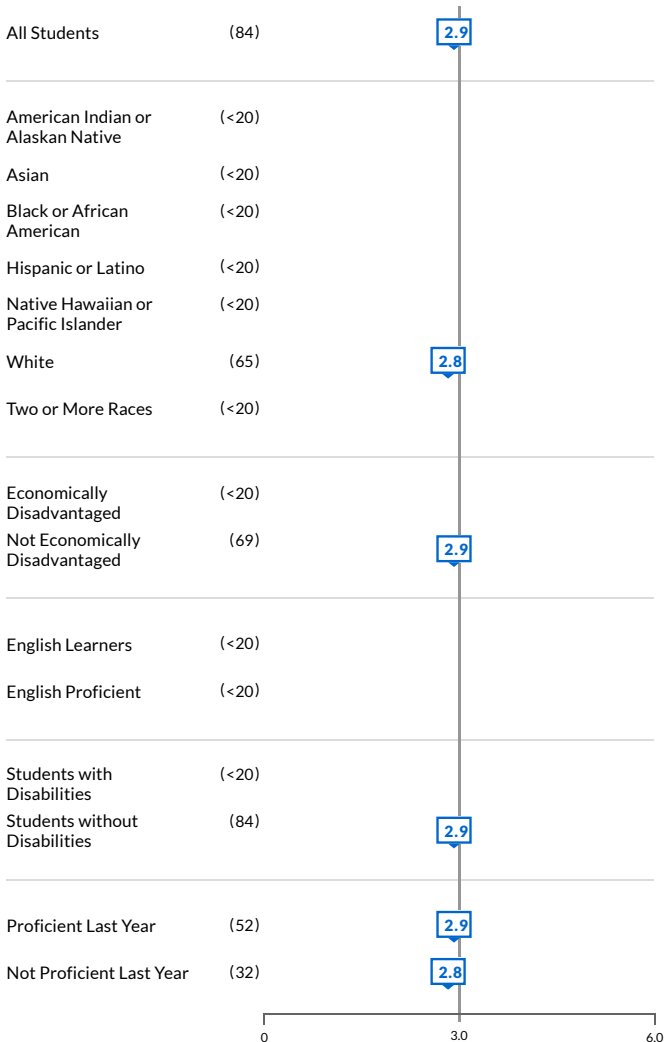 All Students (84) 2.9
American Indian or (<20)
Alaskan Native
Asian (<20)
Black or African (<20)
American
Hispanic or Latino (<20)
Native Hawaiian or (<20)
Pacific Islander
White (65) 2.8
Two or More Races (<20)
Economically (<20)
Disadvantaged
Not Economically (69) 2.9
Disadvantaged
English Learners (<20)
English Proficient (<20)
Students with (<20)
Disabilities
Students without (84) 2.9
Disabilities
Proficient Last Year (52) 2.9
Not Proficient Last Year (32) 2.8
0 3.0 6.0